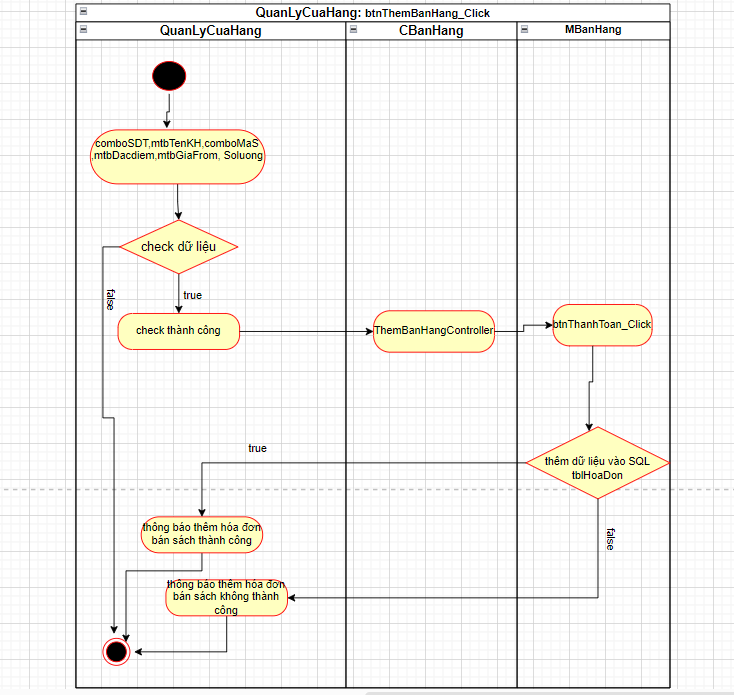 QuanLyCuaHang: btnThemBanHang_Click
QuanLyCuaHang
CBanHang
MBanHang
comboSDT,mtbTenKH,comboMaS
,mtbDacdiem,mtbGiaFrom, Soluong
check dữ liệu
false
true
check thành công
ThemBanHangController
btnThanhToan_Click
true
thêm dữ liệu vào SQL
tblHoaDon
thông báo thêm hóa đơn
bán sách thành công
false
thông báo thêm hóa đơn
bán sách không thành
công